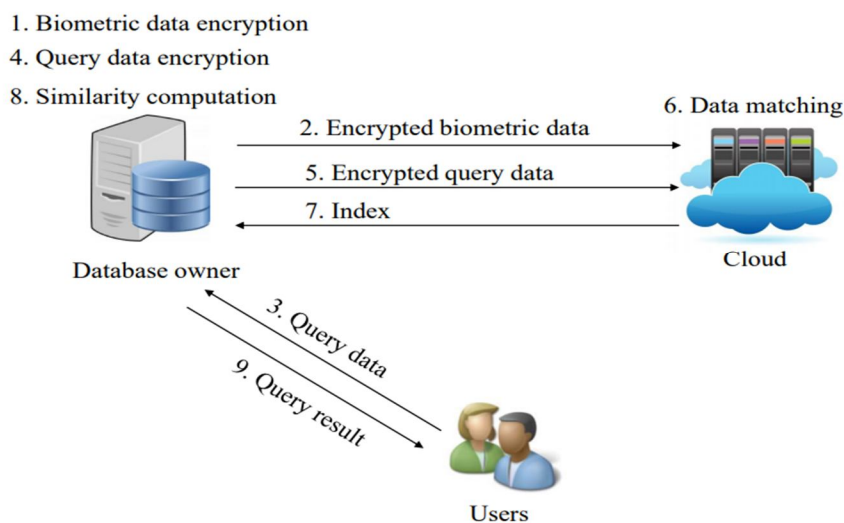 1. Biometric data encryption
4. Query data encryption
8. Similarity computation
6. Data matching
2. Encrypted biometric data
5. Encrypted query data
7. Index
Database owner
Cloud
3. Query data
9. Query result
Users